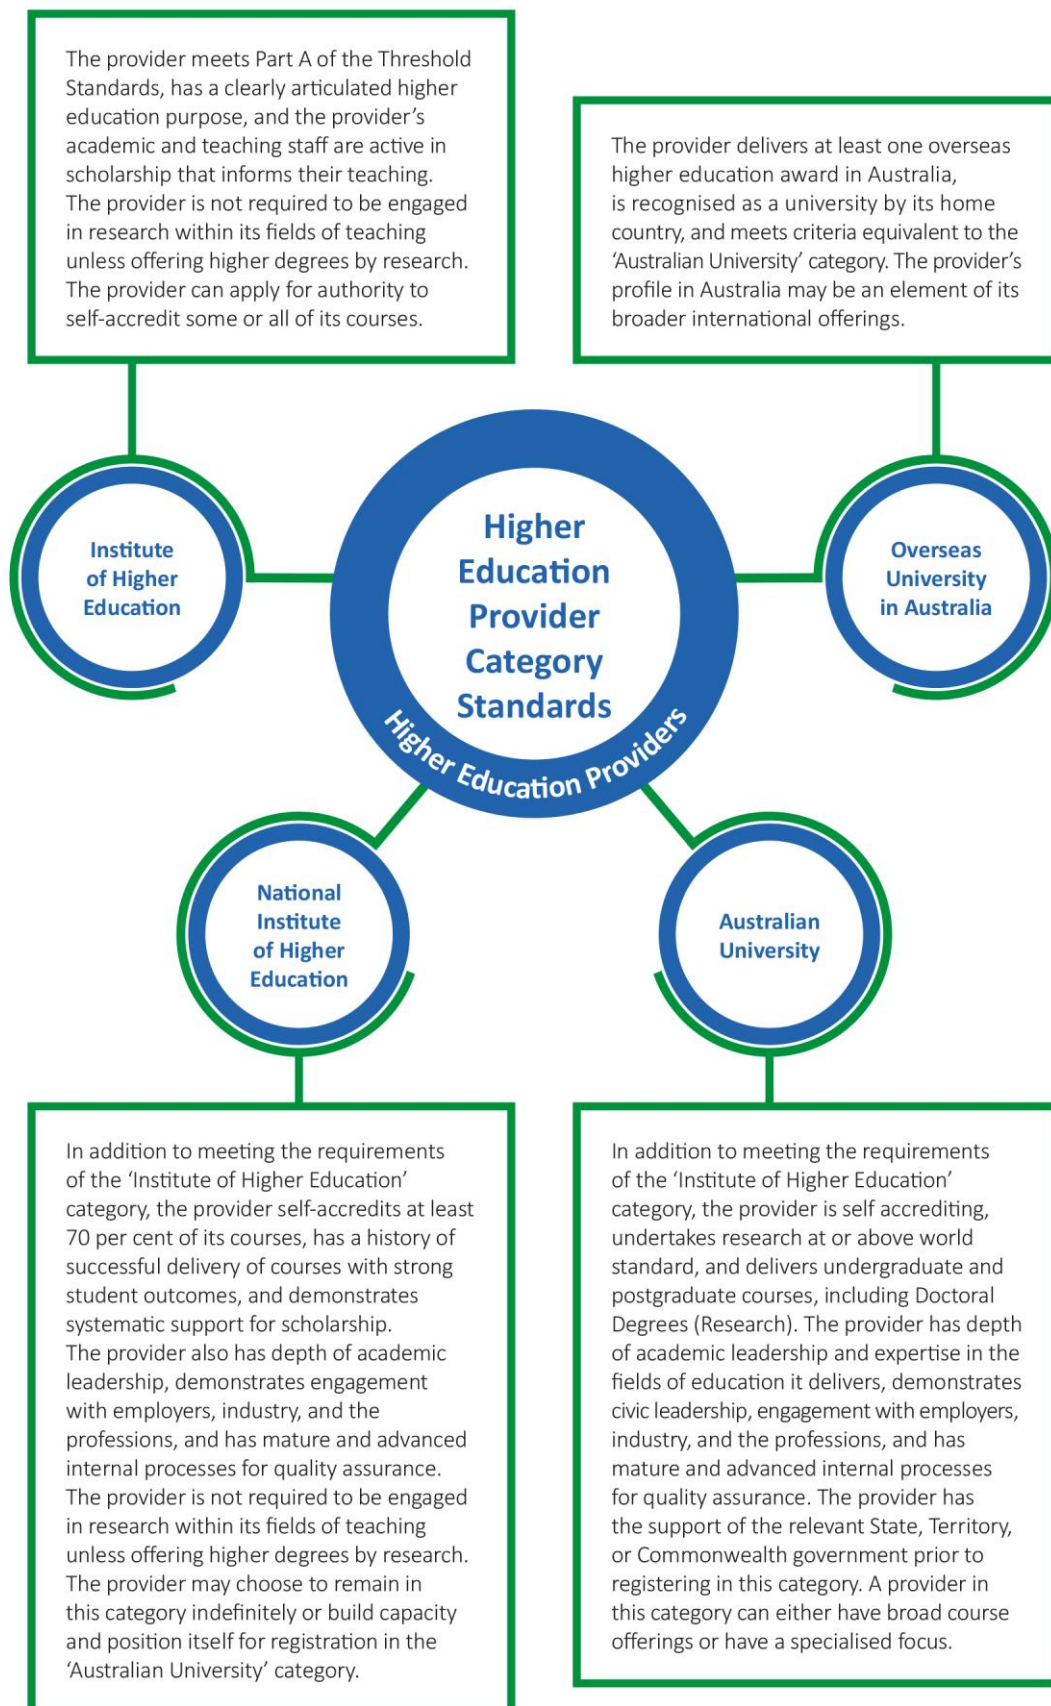 The provider meets Part A of the Threshold
Standards, has a clearly articulated higher
education purpose, and the provider’s
academic and teaching staff are active in
scholarship that informs their teaching.
The provider is not required to be engaged
in research within its fields of teaching
unless offering higher degrees by research.
The provider can apply for authority to
self-accredit some or all of its courses.
The provider delivers at least one overseas
higher education award in Australia,
is recognised as a university by its home
country, and meets criteria equivalent to the
‘Australian University’ category. The provider’s
profile in Australia may be an element of its
broader international offerings.
Institute
of Higher
Education
Higher
Education
Provider
Category
Standards
Higher Education Providers
Overseas
University
in Australia
National
Institute
of Higher
Education
Australian
University
In addition to meeting the requirements
of the ‘Institute of Higher Education’
category, the provider self-accredits at least
70 per cent of its courses, has a history of
successful delivery of courses with strong
student outcomes, and demonstrates
systematic support for scholarship.
The provider also has depth of academic
leadership, demonstrates engagement
with employers, industry, and the
professions, and has mature and advanced
internal processes for quality assurance.
The provider is not required to be engaged
in research within its fields of teaching
unless offering higher degrees by research.
The provider may choose to remain in
this category indefinitely or build capacity
and position itself for registration in the
‘Australian University’ category.
In addition to meeting the requirements
of the ‘Institute of Higher Education’
category, the provider is self accrediting,
undertakes research at or above world
standard, and delivers undergraduate and
postgraduate courses, including Doctoral
Degrees (Research). The provider has depth
of academic leadership and expertise in the
fields of education it delivers, demonstrates
civic leadership, engagement with employers,
industry, and the professions, and has
mature and advanced internal processes
for quality assurance. The provider has
the support of the relevant State, Territory,
or Commonwealth government prior to
registering in this category. A provider in
this category can either have broad course
offerings or have a specialised focus.